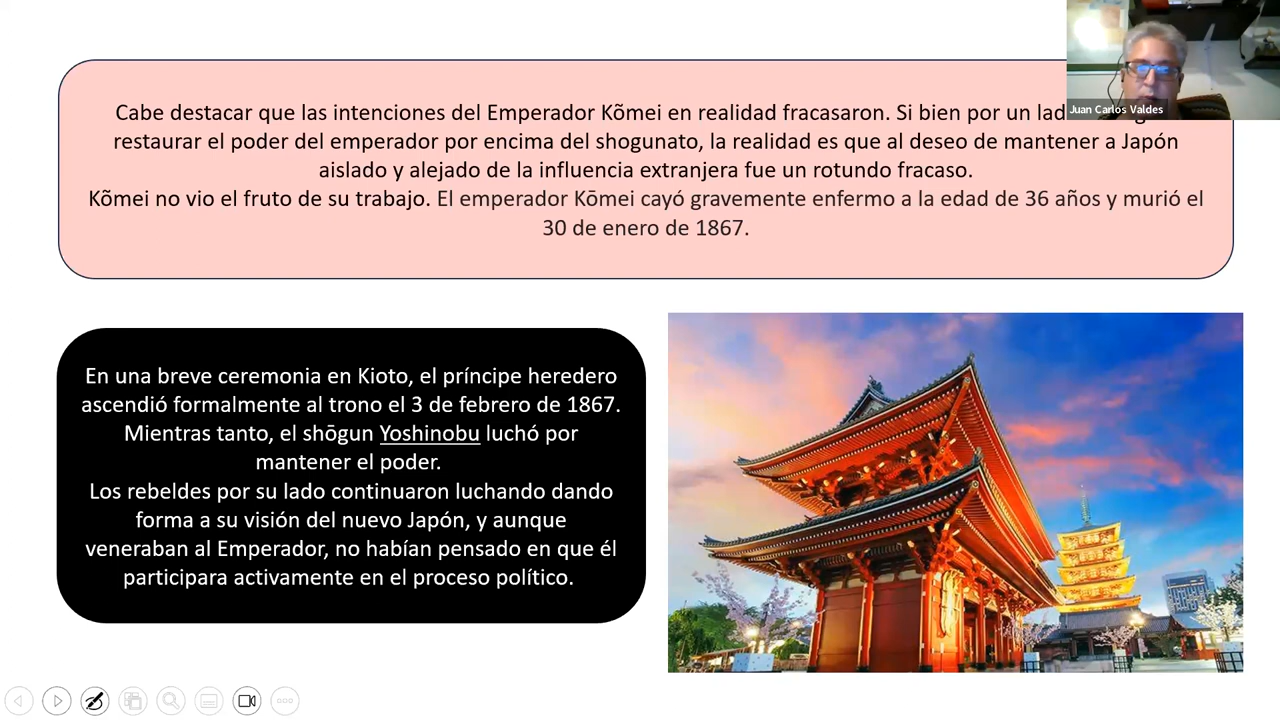 Cabe destacar que las intenciones del Emperador Kõmei en realidad fracasaron. Si bien por un
restaurar el poder del emperador por encima del shogunato, la realidad es que al deseo de mantener a Japón
aislado y alejado de la influencia extranjera fue un rotundo fracaso.
Kõmei no vio el fruto de su trabajo. El emperador Kōmei cayó gravemente enfermo a la edad de 36 años y murió el
30 de enero de 1867.
Juan Carlos Valdes
En una breve ceremonia en Kioto, el príncipe heredero
ascendió formalmente al trono el 3 de febrero de 1867.
Mientras tanto, el shōgun Yoshinobu luchó por
mantener el poder.
Los rebeldes por su lado continuaron luchando dando
forma a su visión del nuevo Japón, y aunque
veneraban al Emperador, no habían pensado en que él
participara activamente en el proceso político.